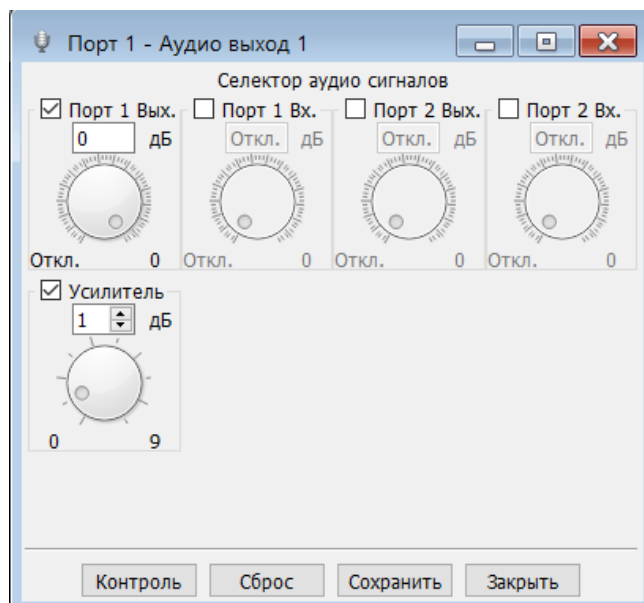 Порт 1 - Аудио выход 1
Селектор аудио сигналов
Порт 1 Вых. Порт 1 Вх. Порт 2 Вых. Порт 2 Вх.
0 дБ Откл. дБ Откл. дБ Откл. дБ
Откл. 0 Откл. 0 Откл. 0 Откл. 0
Усилитель
1 дБ
0 9
Контроль Сброс Сохранить Закрыть